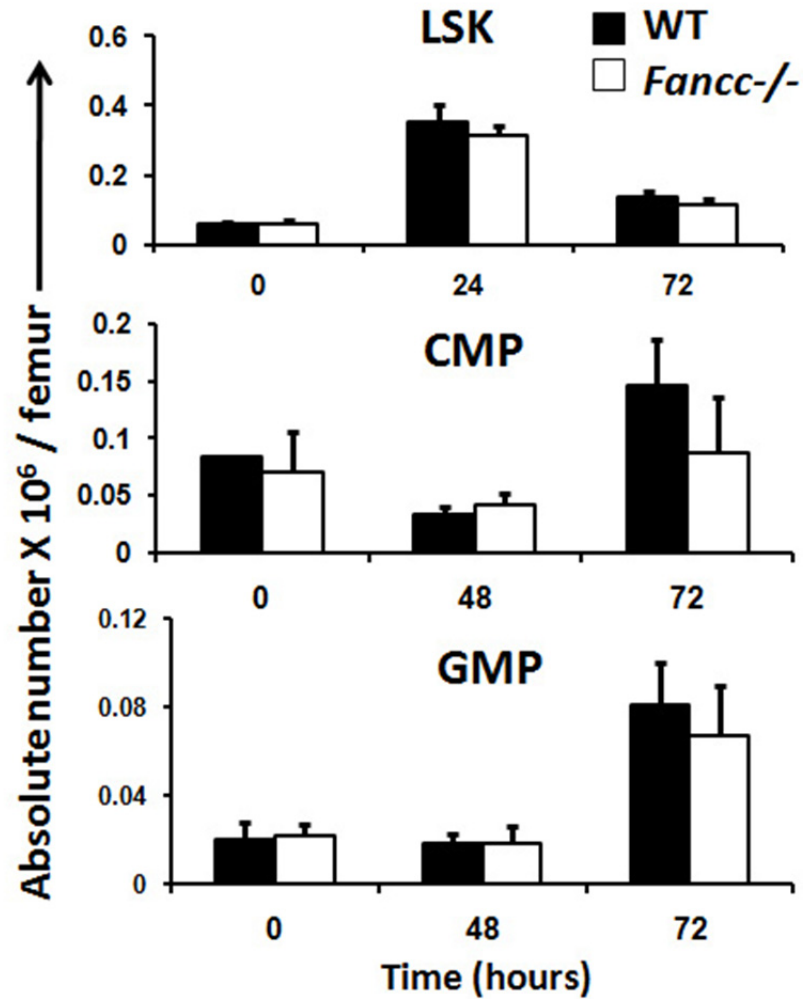 LSK
WT
Fancc-/-
0.6
0.4
0.2
0
0 24 72
CMP
0.2
0.15
0.1
0.05
0
0 48 72
GMP
0.12
0.08
0.04
0
0 48 72
Time (hours)
Absolute number X 10⁶ / femur